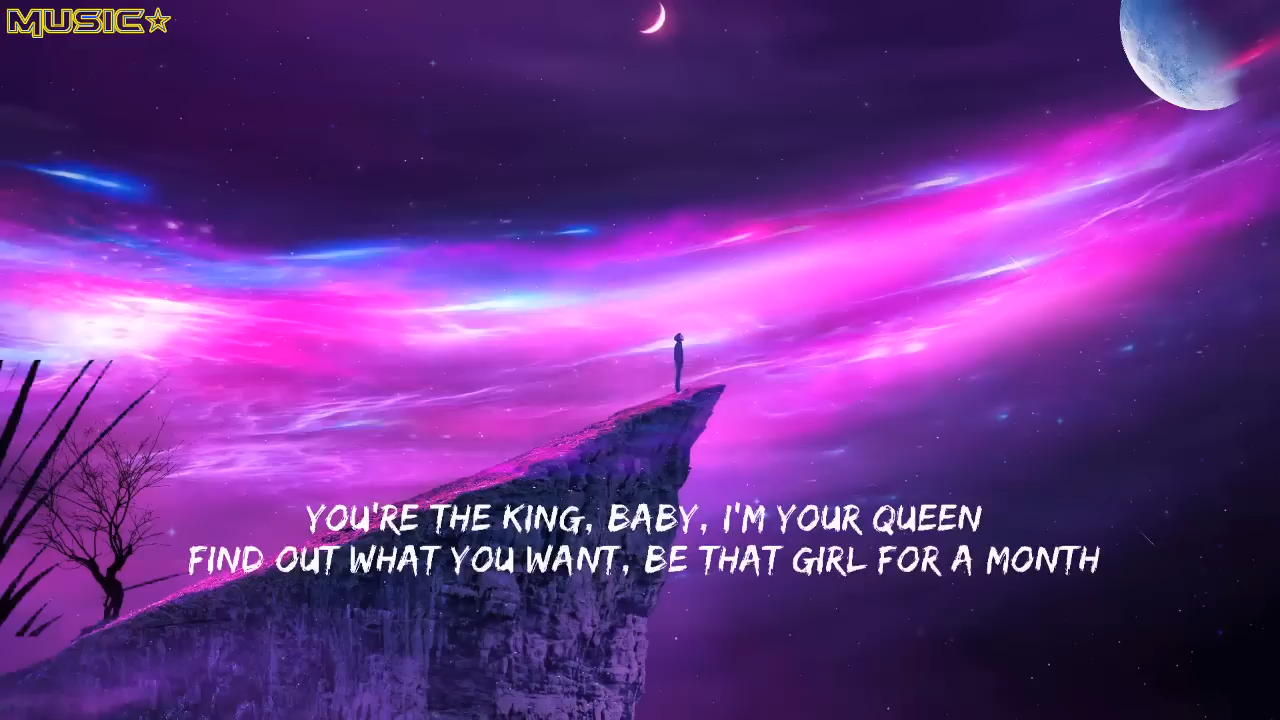 MUSIC☆
YOU'RE THE KING, BABY, I'M YOUR QUEEN
FIND OUT WHAT YOU WANT, BE THAT GIRL FOR A MONTH